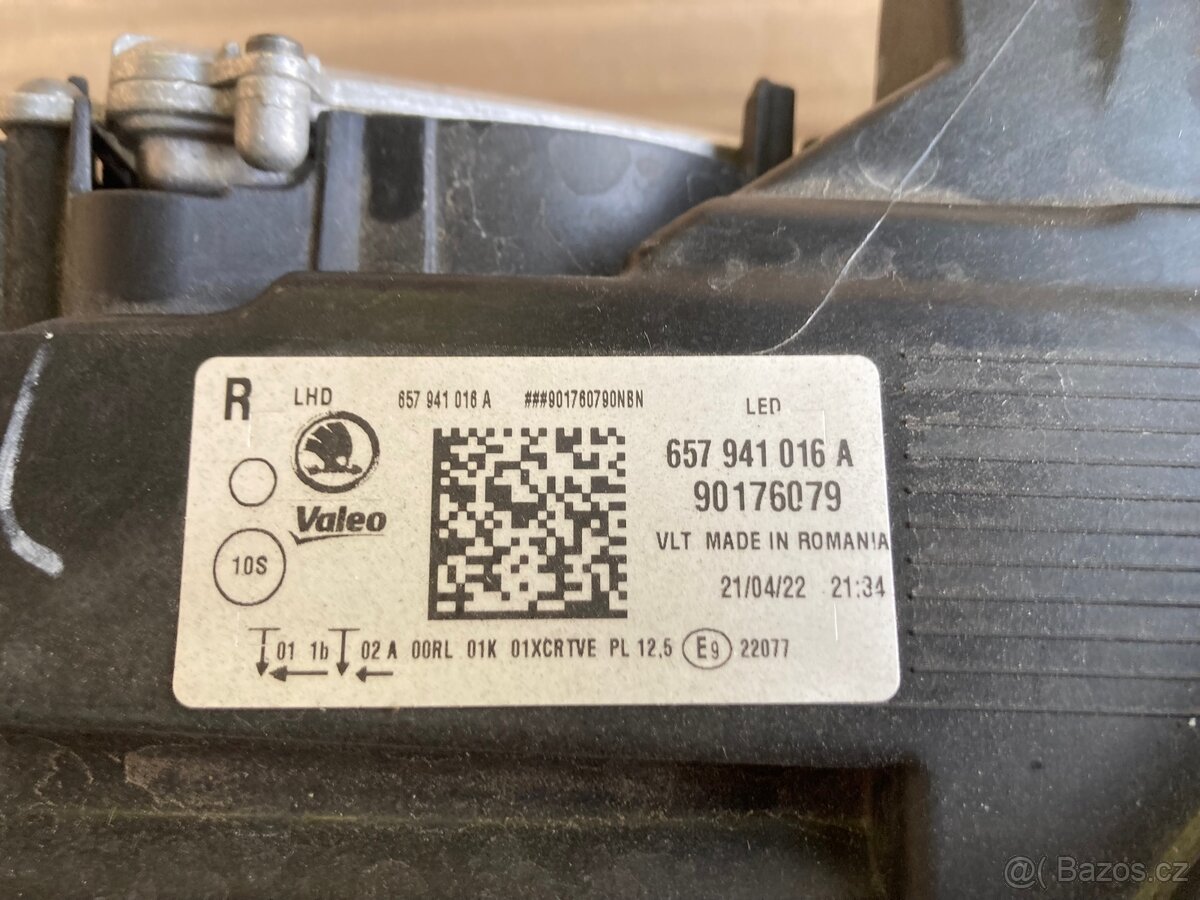 R LHD 657 941 016 A ###901760790NBN LED
657 941 016 A
90176079
Valeo
VLT MADE IN ROMANIA
10S
21/04/22 21:34
01 1b 02 A 00RL 01K 01XCRTVE PL 12,5 E9 22077
@( Bazoš.cz